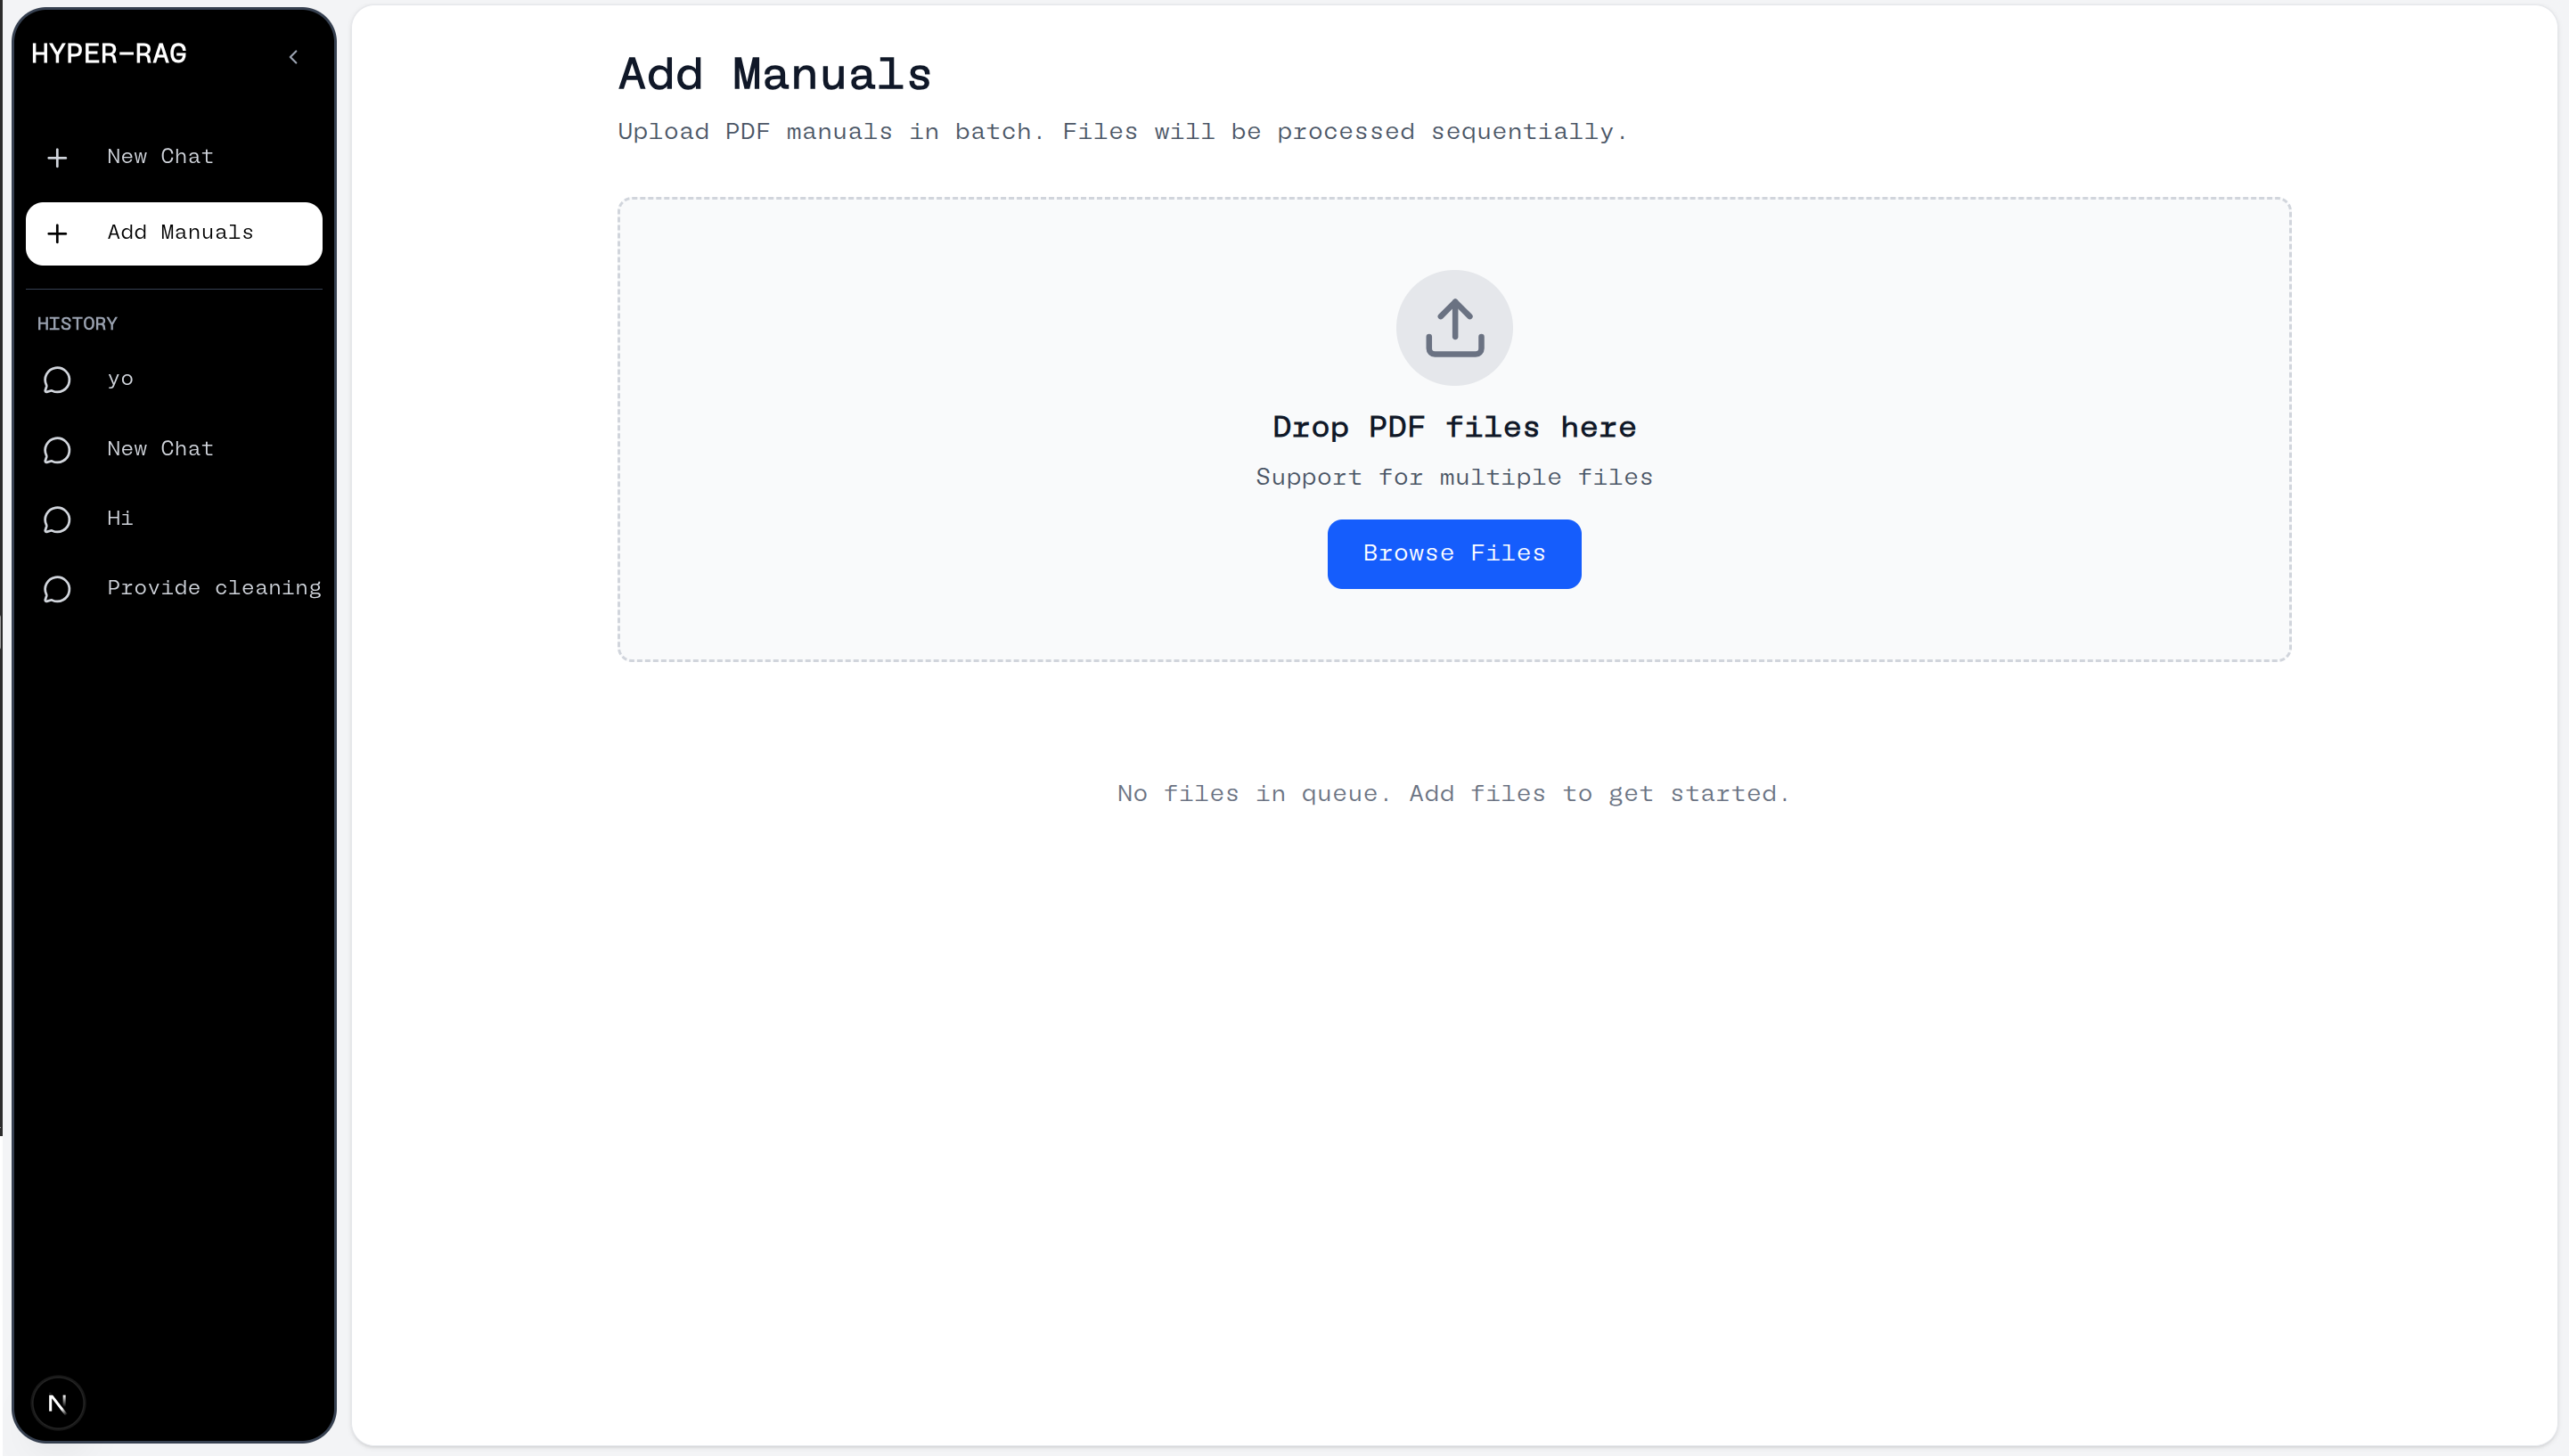 HYPER-RAG
New Chat
Add Manuals
HISTORY
yo
New Chat
Hi
Provide cleaning
N
Add Manuals
Upload PDF manuals in batch. Files will be processed sequentially.
Drop PDF files here
Support for multiple files
Browse Files
No files in queue. Add files to get started.